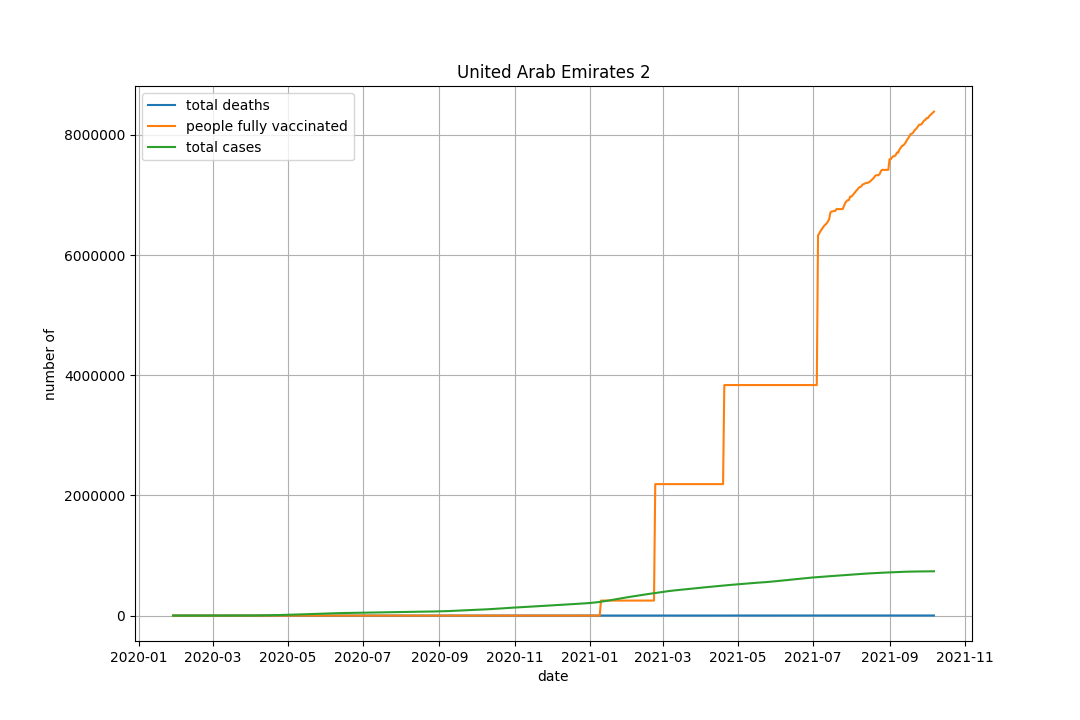 United Arab Emirates 2
total deaths
people fully vaccinated
total cases
8000000
6000000
4000000
2000000
0
number of
2020-01 2020-03 2020-05 2020-07 2020-09 2020-11 2021-01 2021-03 2021-05 2021-07 2021-09 2021-11
date